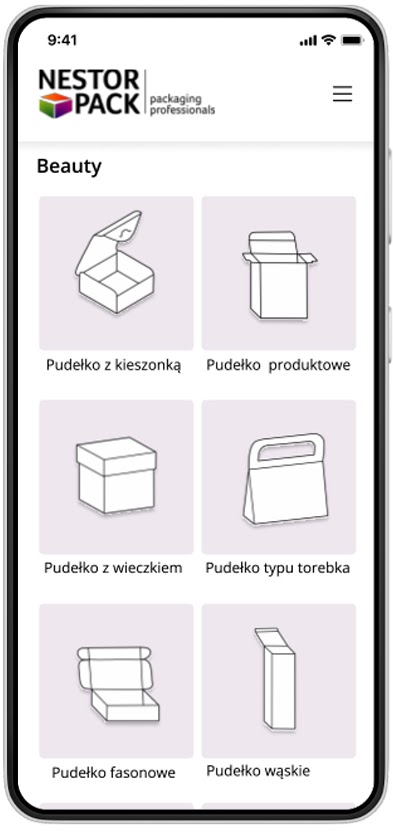 9:41
NESTOR
PACK
packaging
professionals
Beauty
Pudełko z kieszonką
Pudełko  produktowe
Pudełko z wieczkiem
Pudełko typu torebka
Pudełko fasonowe
Pudełko wąskie